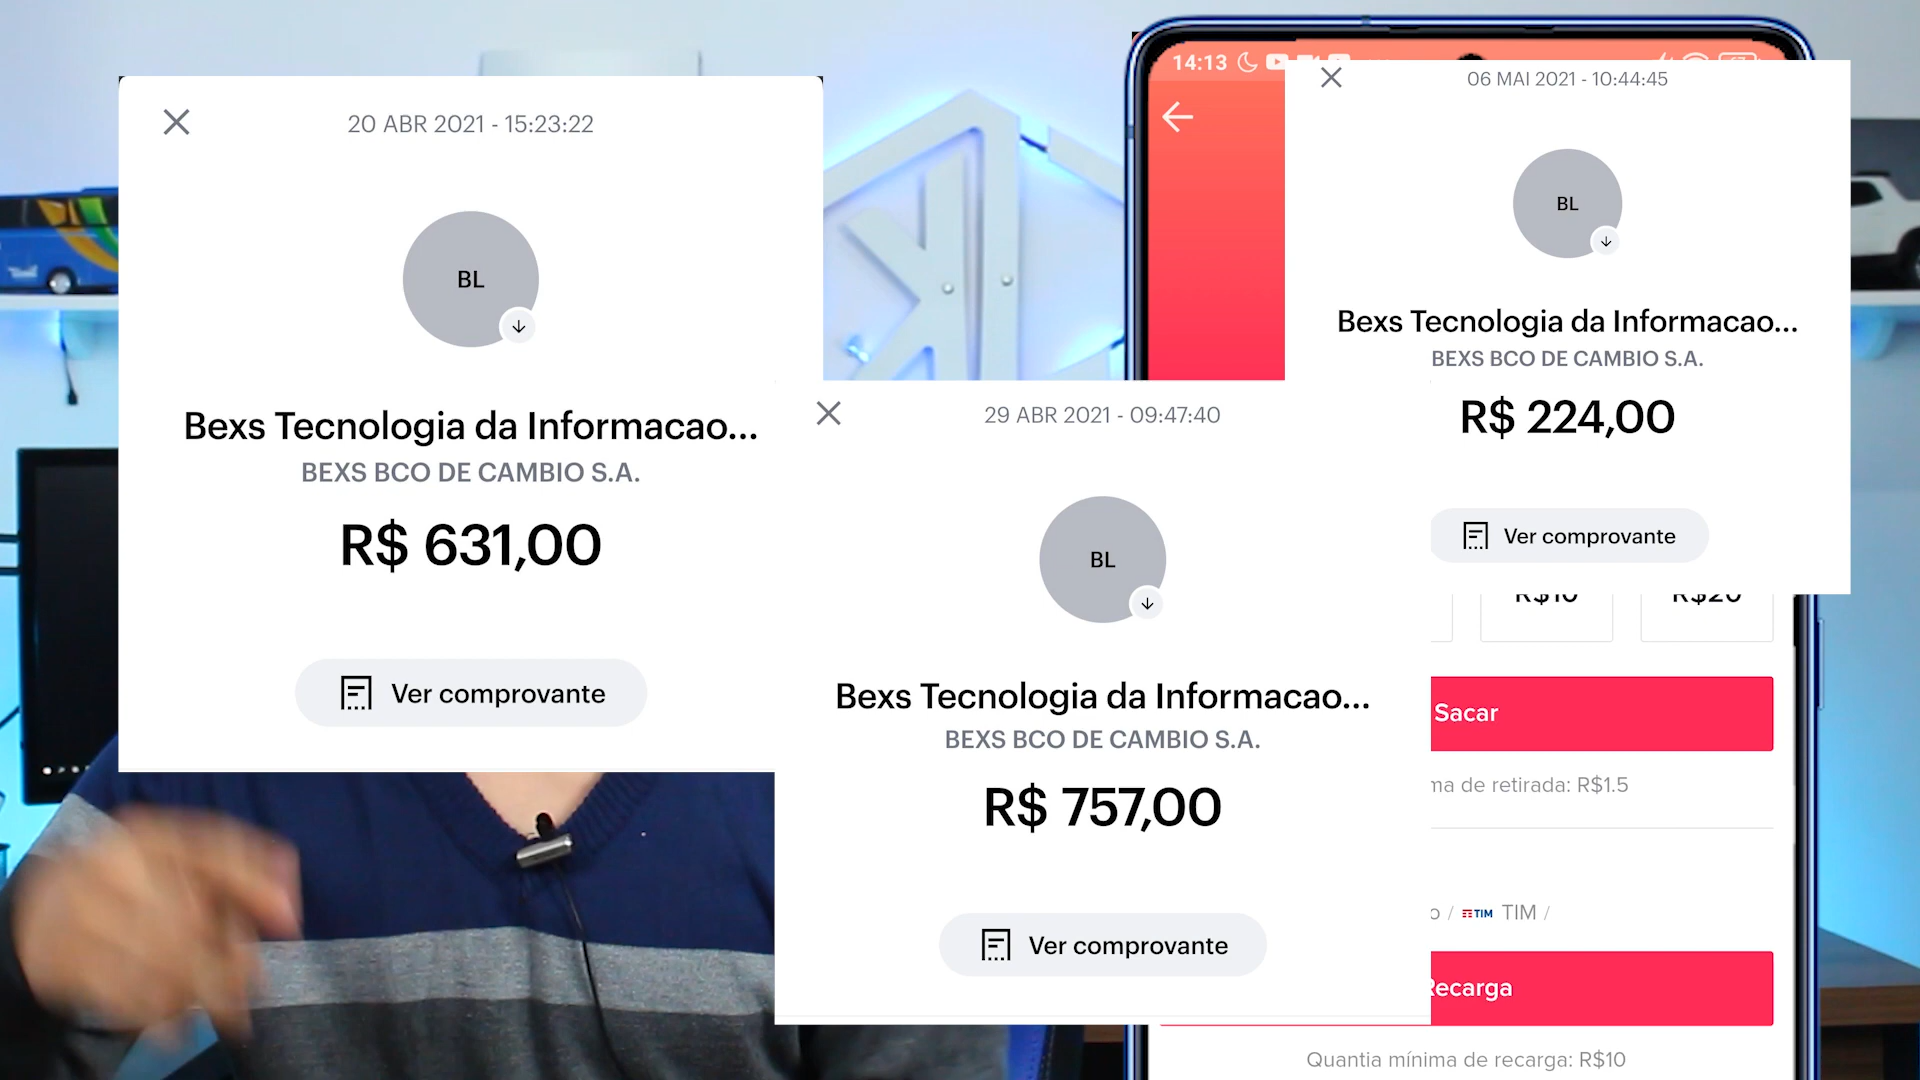 20 ABR 2021 - 15:23:22
BL
Bexs Tecnologia da Informacao...
BEXS BCO DE CAMBIO S.A.
R$ 631,00
Ver comprovante
29 ABR 2021 - 09:47:40
BL
Bexs Tecnologia da Informacao...
BEXS BCO DE CAMBIO S.A.
R$ 757,00
Ver comprovante
14:13
06 MAI 2021 - 10:44:45
BL
Bexs Tecnologia da Informacao...
BEXS BCO DE CAMBIO S.A.
R$ 224,00
Ver comprovante
R$10 R$20
Sacar
de retirada: R$1.5
/ TIM TIM /
Recarga
Quantia mínima de recarga: R$10